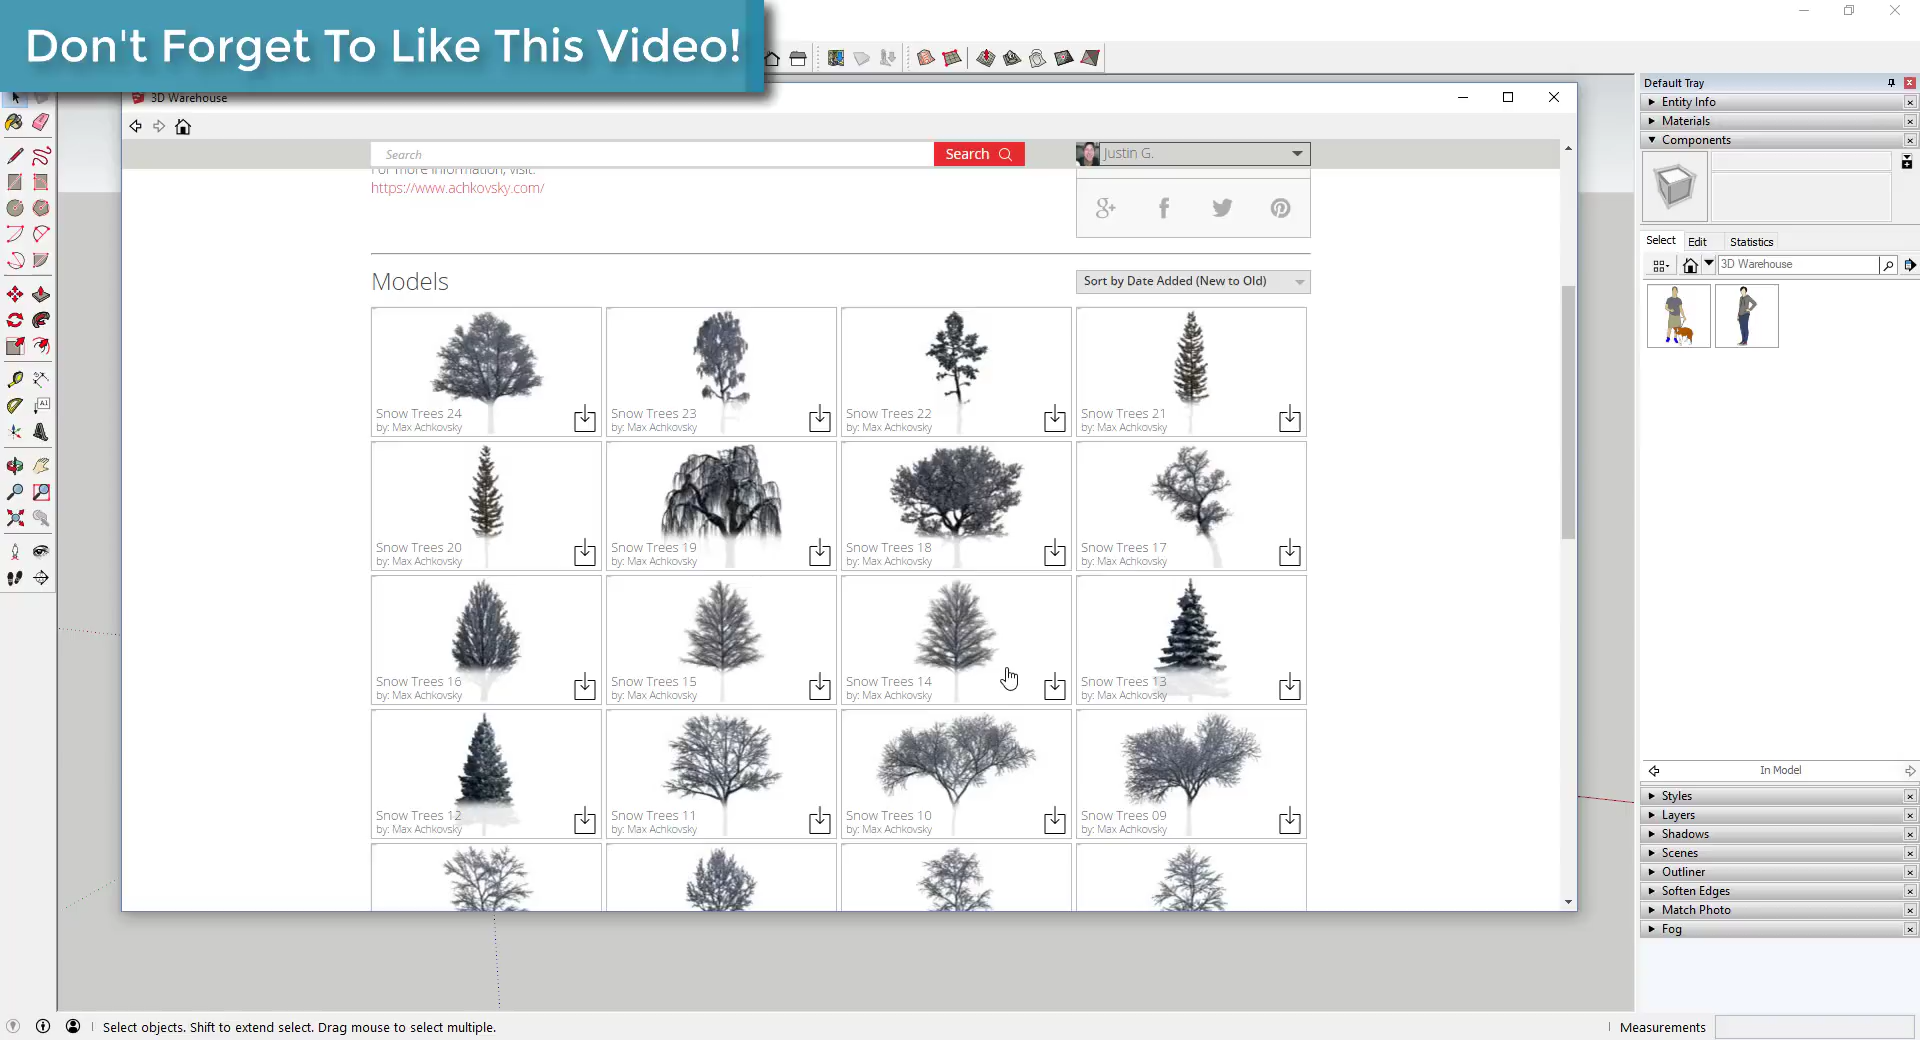 Don't Forget To Like This Video!
3D Warehouse
Default Tray
Entity Info
Materials
Components
Search
Search
Justin G.
For more information, visit:
https://www.achkovsky.com/
Select
Edit
Statistics
3D Warehouse
Models
Sort by Date Added (New to Old)
Snow Trees 24
by: Max Achkovsky
Snow Trees 23
by: Max Achkovsky
Snow Trees 22
by: Max Achkovsky
Snow Trees 21
by: Max Achkovsky
Snow Trees 20
by: Max Achkovsky
Snow Trees 19
by: Max Achkovsky
Snow Trees 18
by: Max Achkovsky
Snow Trees 17
by: Max Achkovsky
Snow Trees 16
by: Max Achkovsky
Snow Trees 15
by: Max Achkovsky
Snow Trees 14
by: Max Achkovsky
Snow Trees 13
by: Max Achkovsky
Snow Trees 12
by: Max Achkovsky
Snow Trees 11
by: Max Achkovsky
Snow Trees 10
by: Max Achkovsky
Snow Trees 09
by: Max Achkovsky
In Model
Styles
Layers
Shadows
Scenes
Outliner
Soften Edges
Match Photo
Fog
Select objects. Shift to extend select. Drag mouse to select multiple.
Measurements